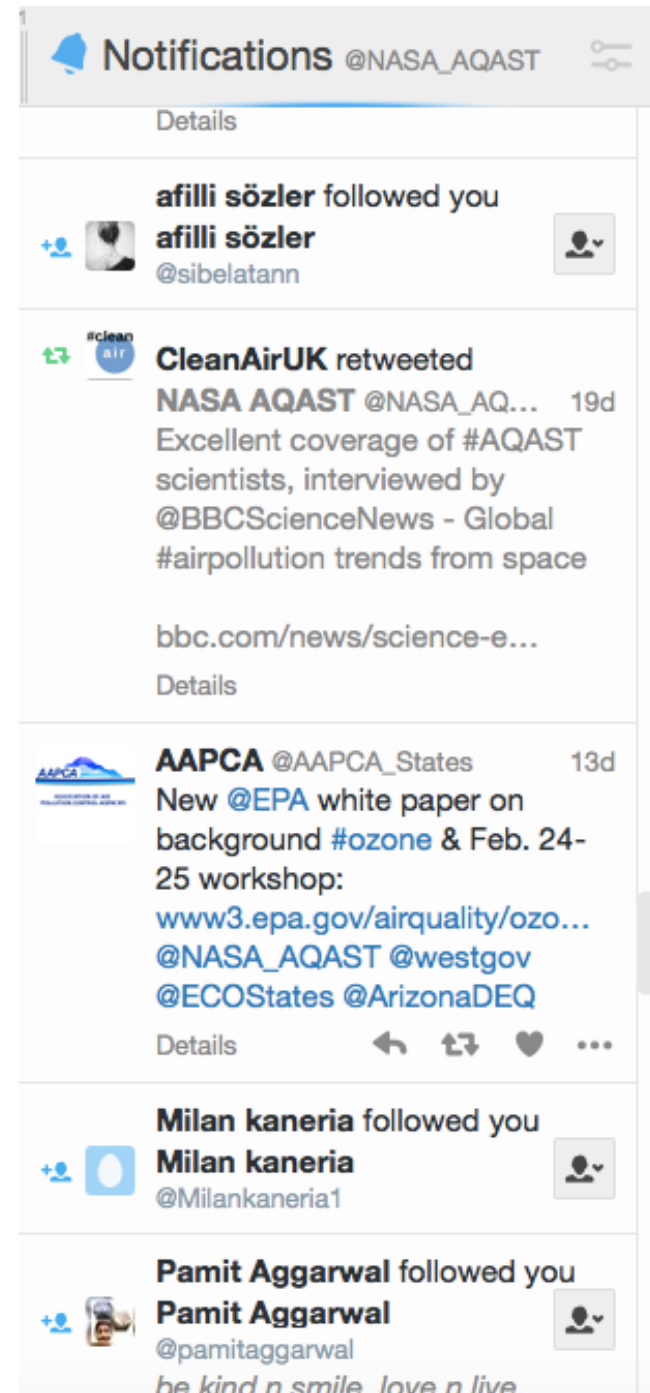 1
Notifications @NASA_AQAST
Details
afilli sözler followed you
afilli sözler
@sibelatann
#clean
air
CleanAirUK retweeted
NASA AQAST @NASA_AQ... 19d
Excellent coverage of #AQAST
scientists, interviewed by
@BBCScienceNews - Global
#airpollution trends from space
bbc.com/news/science-e...
Details
AAPCA
AAPCA @AAPCA_States 13d
New @EPA white paper on
background #ozone & Feb. 24-
25 workshop:
www3.epa.gov/airquality/ozo...
@NASA_AQAST @westgov
@ECOStates @ArizonaDEQ
Details
Milan kaneria followed you
Milan kaneria
@Milankaneria1
Pamit Aggarwal followed you
Pamit Aggarwal
@pamitaggarwal
be kind n smile, love n live